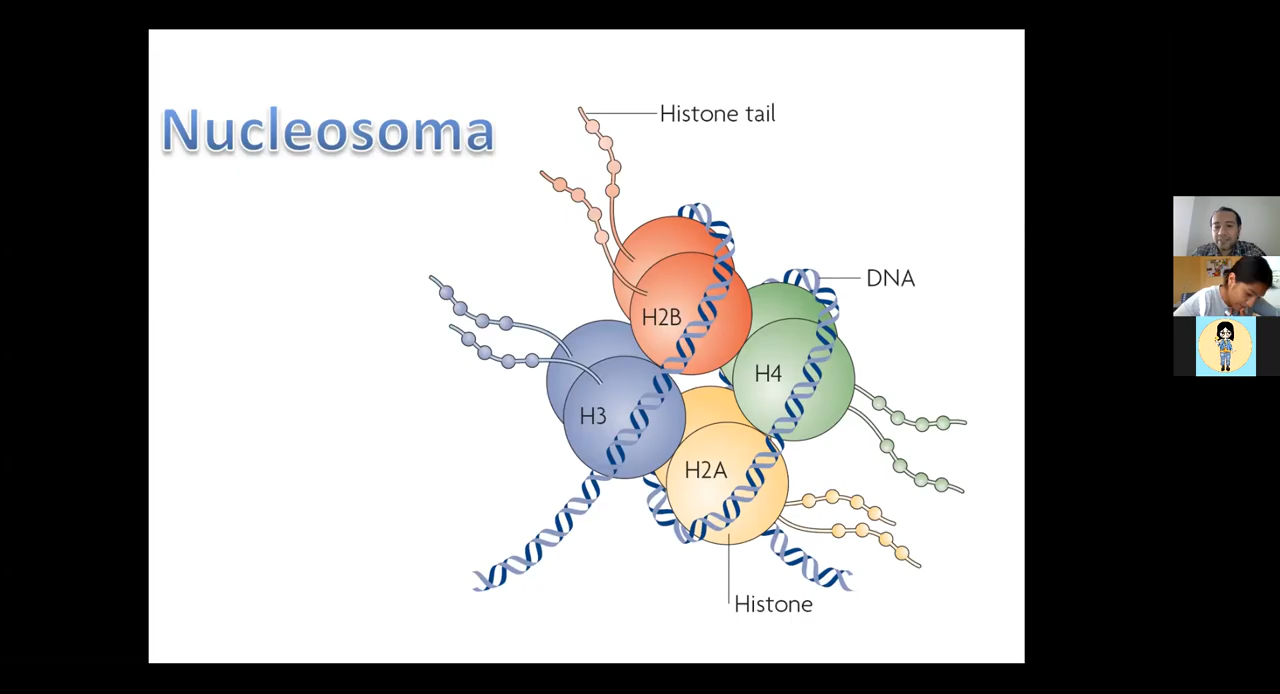 Nucleosoma
Histone tail
DNA
H2B
H4
H3
H2A
Histone